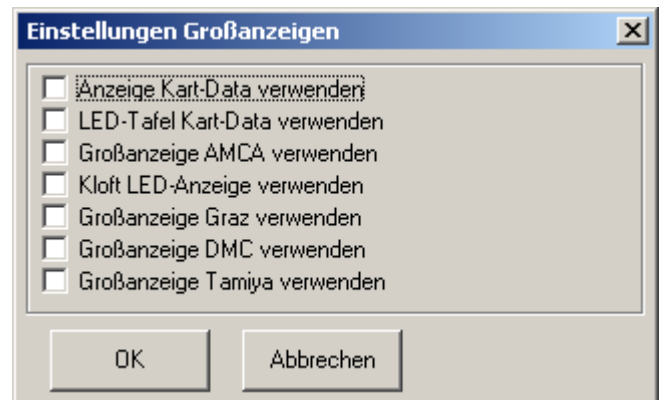 Einstellungen Großanzeigen
Anzeige Kart-Data verwenden
LED-Tafel Kart-Data verwenden
Großanzeige AMCA verwenden
Kloft LED-Anzeige verwenden
Großanzeige Graz verwenden
Großanzeige DMC verwenden
Großanzeige Tamiya verwenden
OK Abbrechen